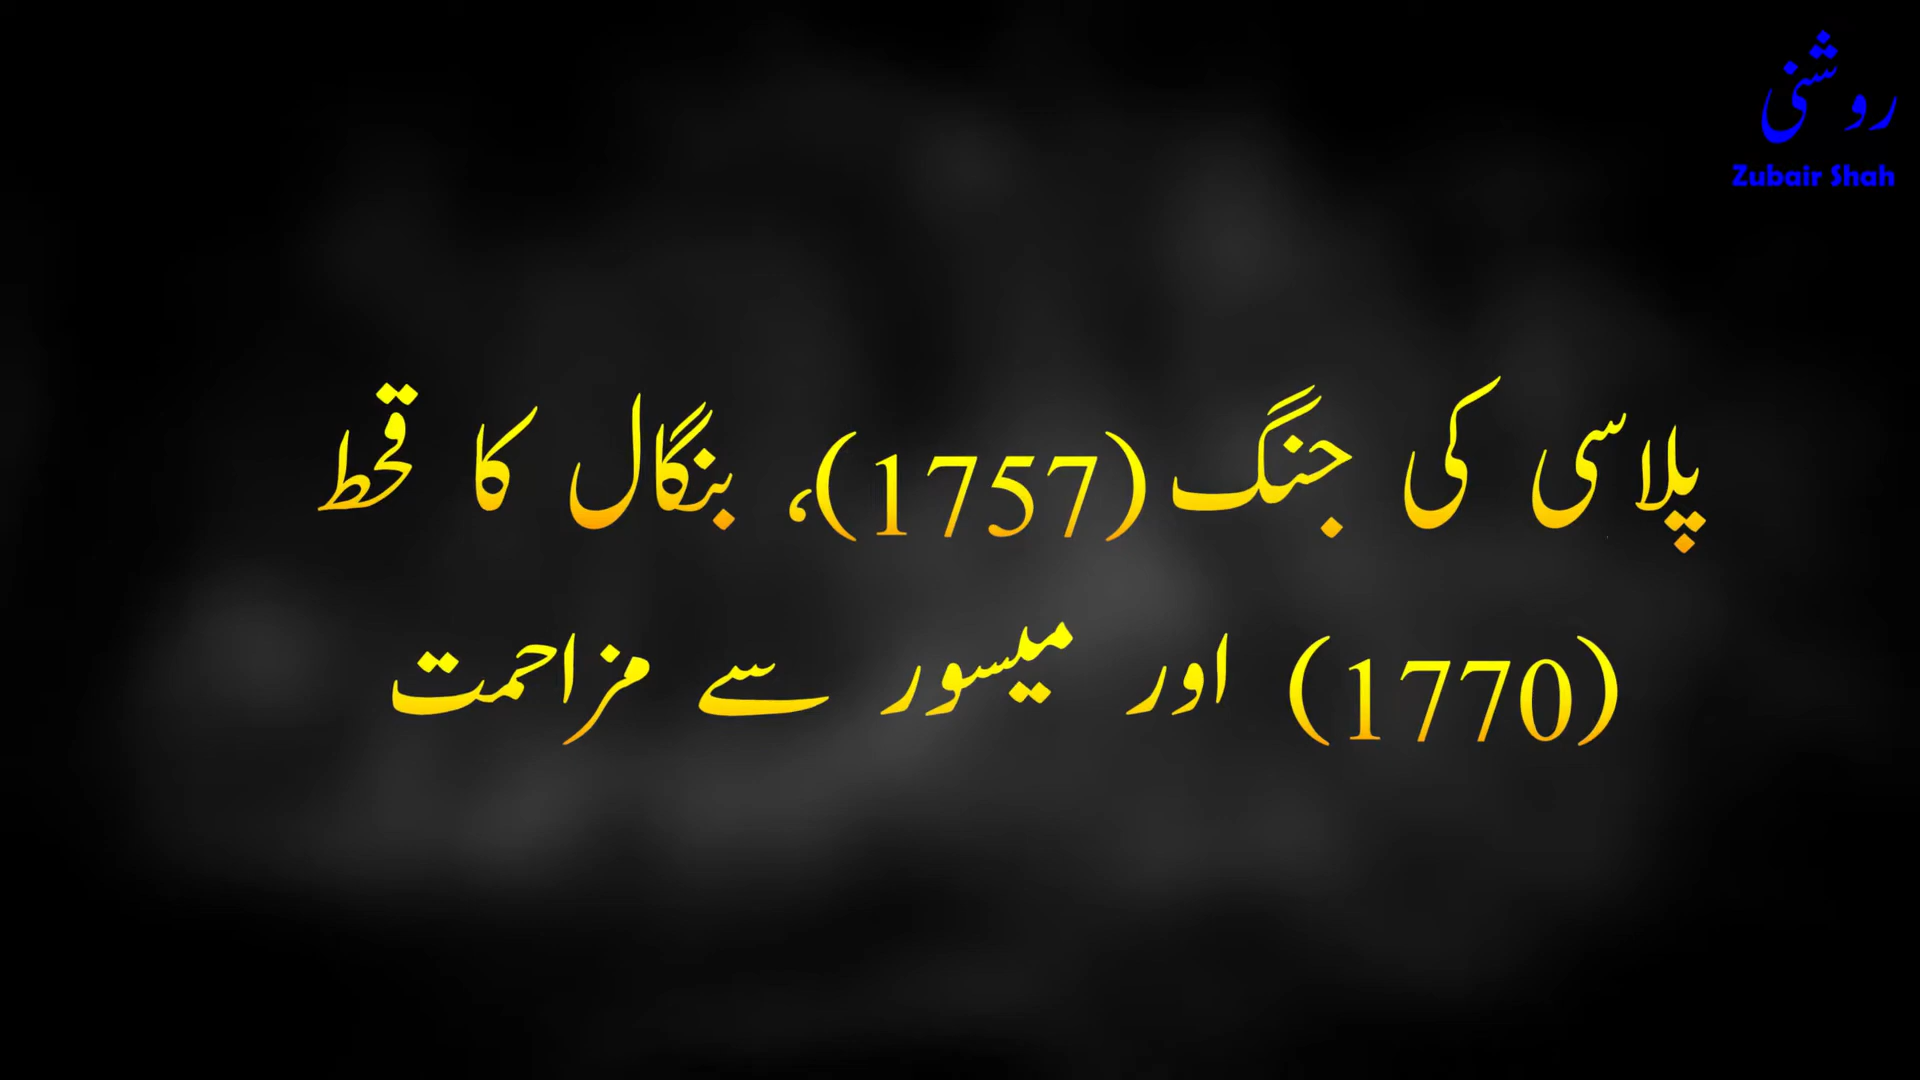 روشنی
Zubair Shah
پلاسی کی جنگ (1757)، بنگال کا قحط
(1770) اور میسور سے مزاحمت